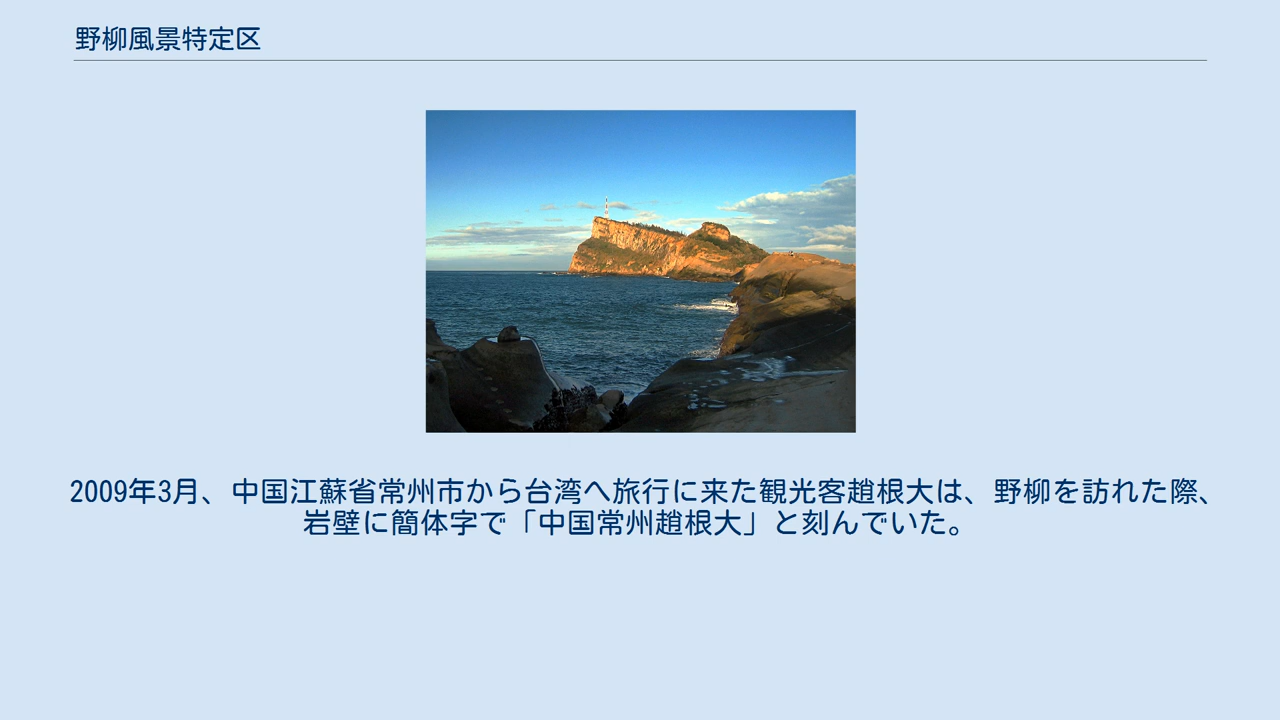 野柳風景特定区
2009年3月、中国江蘇省常州市から台湾へ旅行に来た観光客趙根大は、野柳を訪れた際、
岩壁に簡体字で「中国常州趙根大」と刻んでいた。